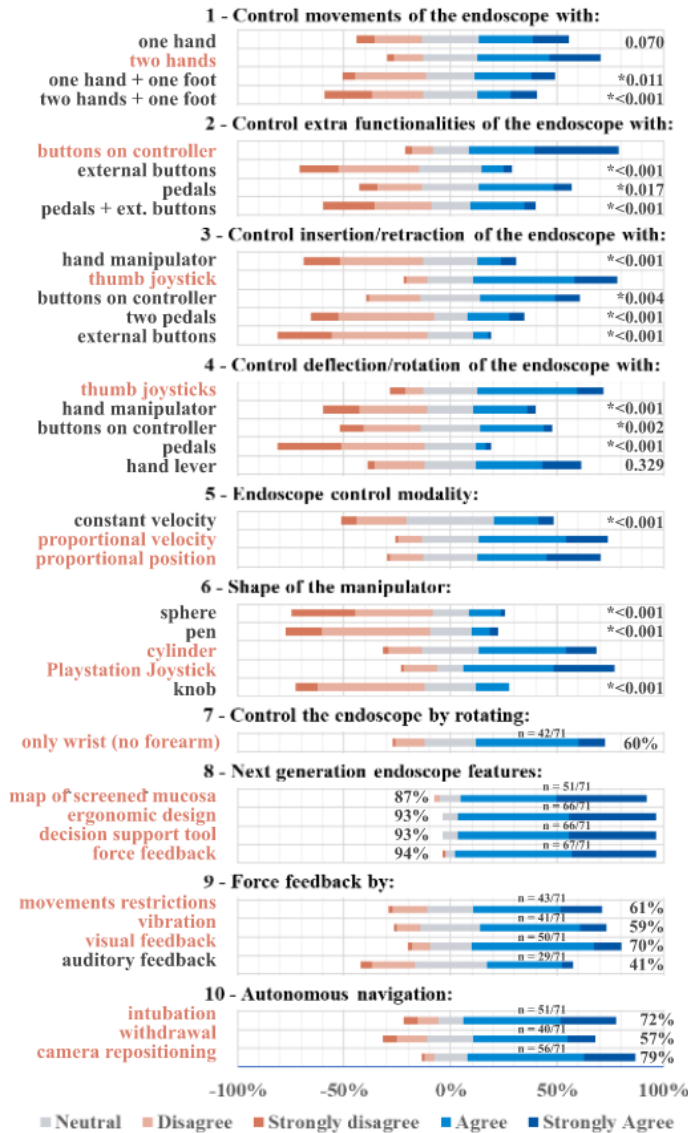 1 - Control movements of the endoscope with:
one hand 0.070
two hands
one hand + one foot *0.011
two hands + one foot *<0.001
2 - Control extra functionalities of the endoscope with:
buttons on controller
external buttons *<0.001
pedals *0.017
pedals + ext. buttons *<0.001
3 - Control insertion/retraction of the endoscope with:
hand manipulator *<0.001
thumb joystick
buttons on controller *0.004
two pedals *<0.001
external buttons *<0.001
4 - Control deflection/rotation of the endoscope with:
thumb joysticks
hand manipulator *<0.001
buttons on controller *0.002
pedals *<0.001
hand lever 0.329
5 - Endoscope control modality:
constant velocity *<0.001
proportional velocity
proportional position
6 - Shape of the manipulator:
sphere *<0.001
pen *<0.001
cylinder
Playstation Joystick
knob *<0.001
7 - Control the endoscope by rotating:
only wrist (no forearm) n = 42/71 60%
8 - Next generation endoscope features:
map of screened mucosa 87% n = 51/71
ergonomic design 93% n = 66/71
decision support tool 93% n = 66/71
force feedback 94% n = 67/71
9 - Force feedback by:
movements restrictions n = 43/71 61%
vibration n = 41/71 59%
visual feedback n = 50/71 70%
auditory feedback n = 29/71 41%
10 - Autonomous navigation:
intubation n = 51/71 72%
withdrawal n = 40/71 57%
camera repositioning n = 56/71 79%
-100% -50% 0% 50% 100%
Neutral Disagree Strongly disagree Agree Strongly Agree